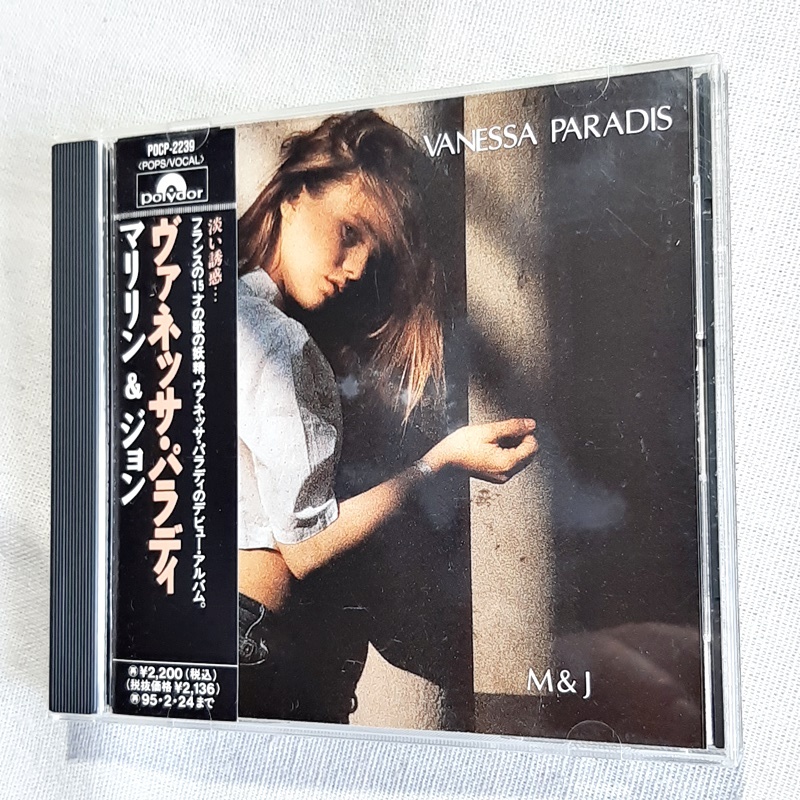 POCP-2239
〈POPS/VOCAL〉
polydor
淡い誘惑…
フランスの15才の歌の妖精、ヴァネッサ・パラディのデビュー・アルバム。
ヴァネッサ・パラディ
マリリン & ジョン
㊕¥2,200(税込)
(税抜価格¥2,136)
㊕95・2・24まで
VANESSA PARADIS
M & J